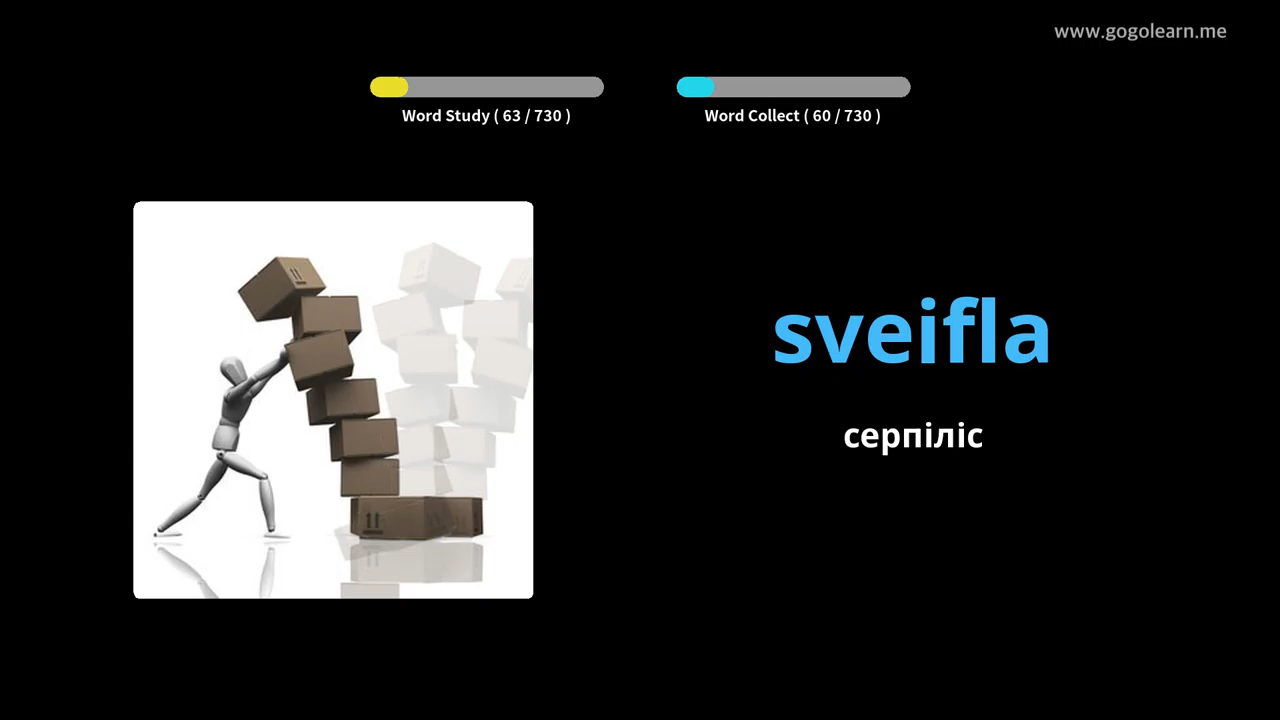 www.gogolearn.me
Word Study ( 63 / 730 )
Word Collect ( 60 / 730 )
sveifla
серпіліс